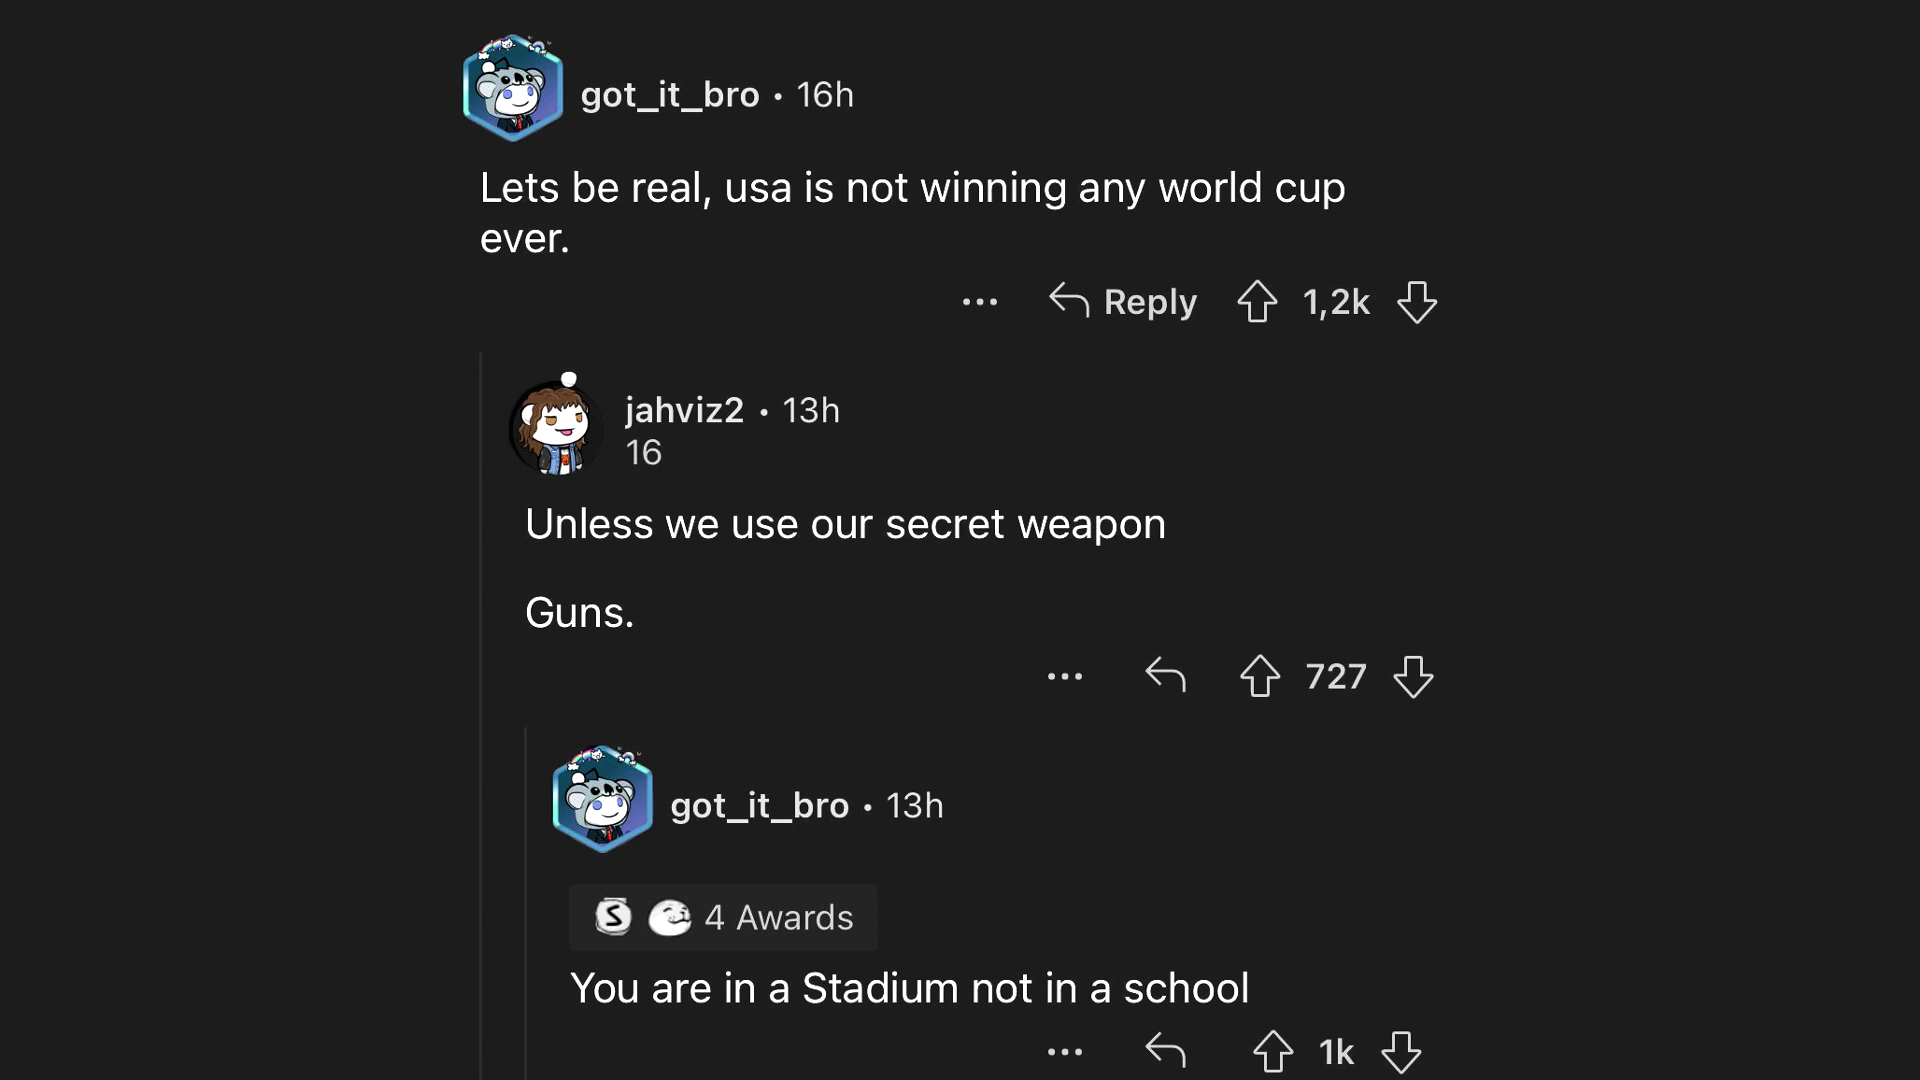 got_it_bro • 16h
Lets be real, usa is not winning any world cup
ever.
... Reply 1,2k
jahviz2 • 13h
16
Unless we use our secret weapon
Guns.
... 727
got_it_bro • 13h
S 4 Awards
You are in a Stadium not in a school
... 1k